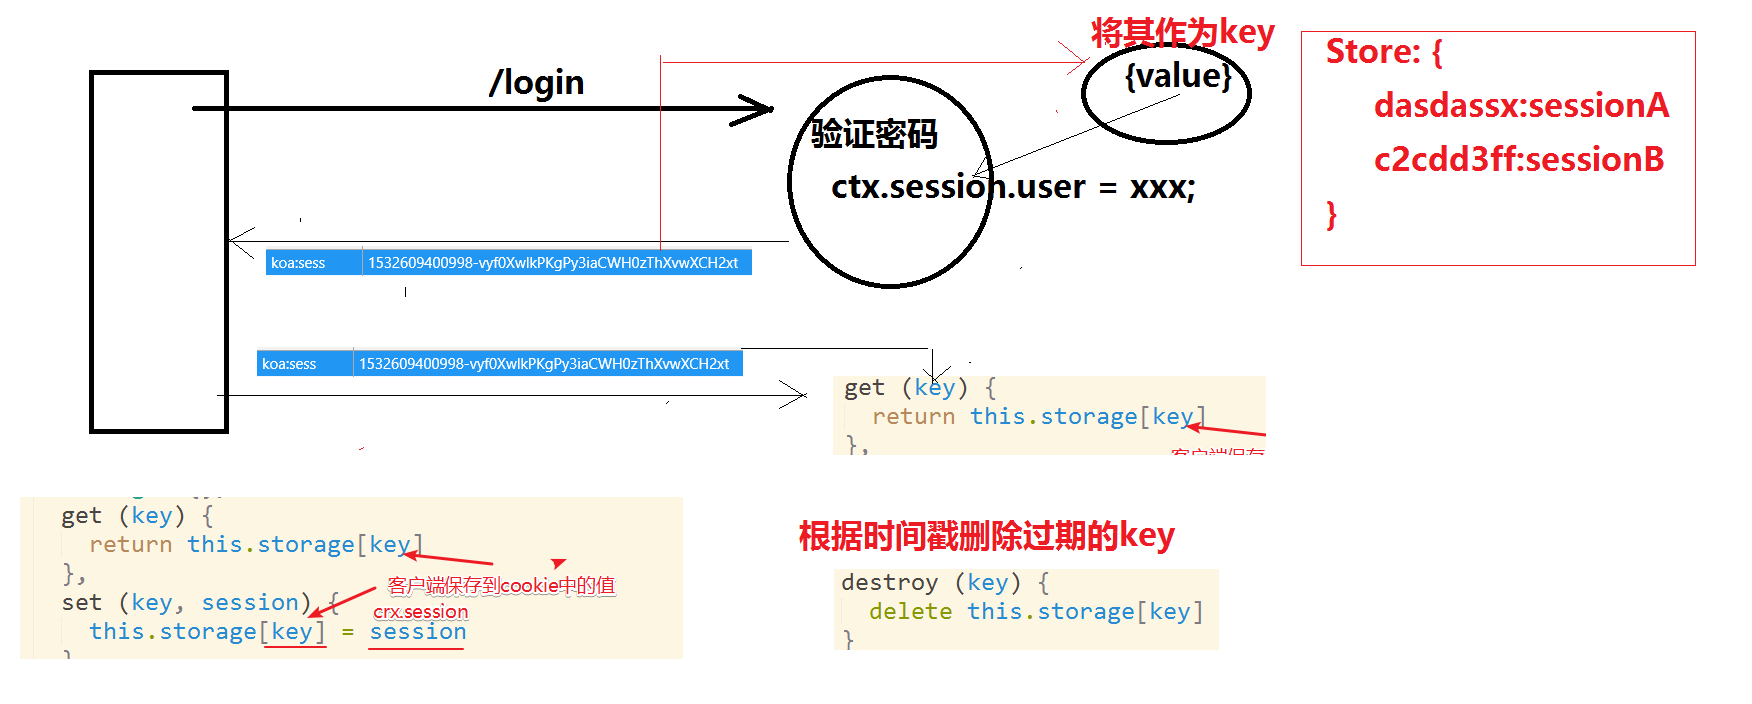 将其作为key
/login
{value}
Store: {
dasdassx:sessionA
c2cdd3ff:sessionB
}
验证密码
ctx.session.user = xxx;
koa:sess 1532609400998-vyf0XwlkPKgPy3iaCWH0zThXvwXCH2xt
koa:sess 1532609400998-vyf0XwlkPKgPy3iaCWH0zThXvwXCH2xt
get (key) {
return this.storage[key]
},
客户端保存
get (key) {
return this.storage[key]
},
客户端保存到cookie中的值
set (key, session) {
crx.session
this.storage[key] = session
}
根据时间戳删除过期的key
destroy (key) {
delete this.storage[key]
}